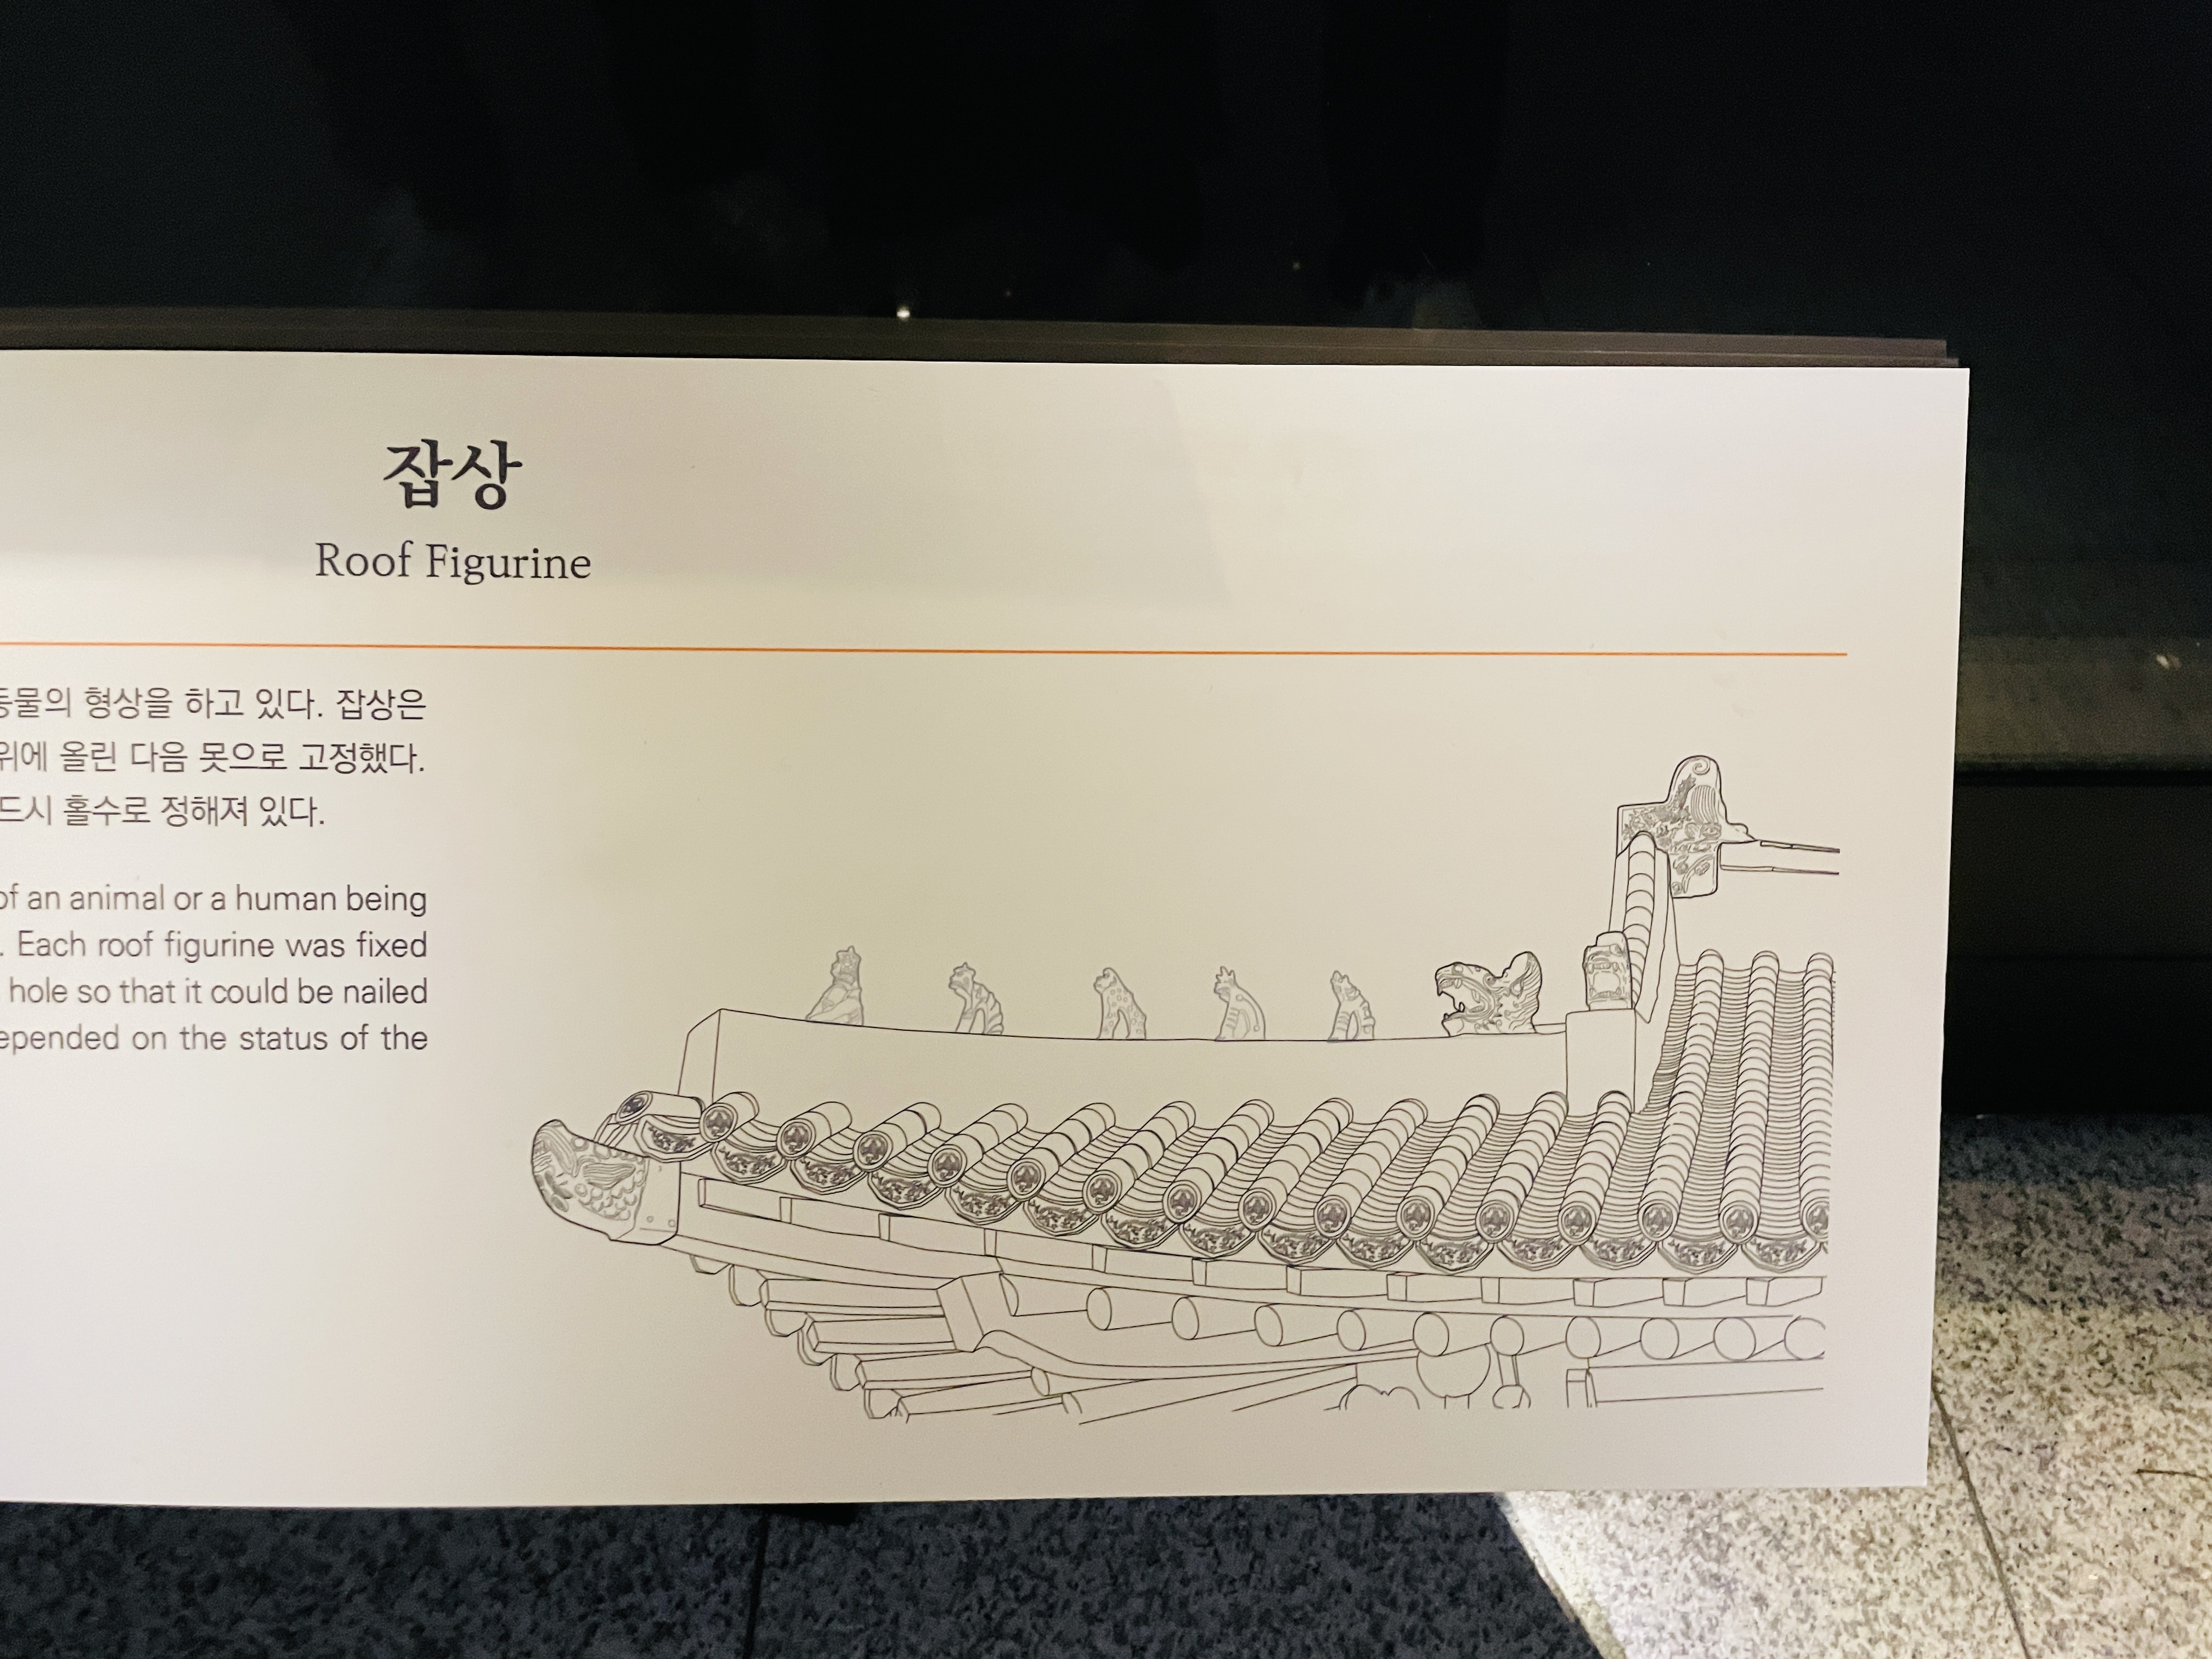 잡상
Roof Figurine
동물의 형상을 하고 있다. 잡상은
위에 올린 다음 못으로 고정했다.
드시 홀수로 정해져 있다.
of an animal or a human being
. Each roof figurine was fixed
hole so that it could be nailed
epended on the status of the